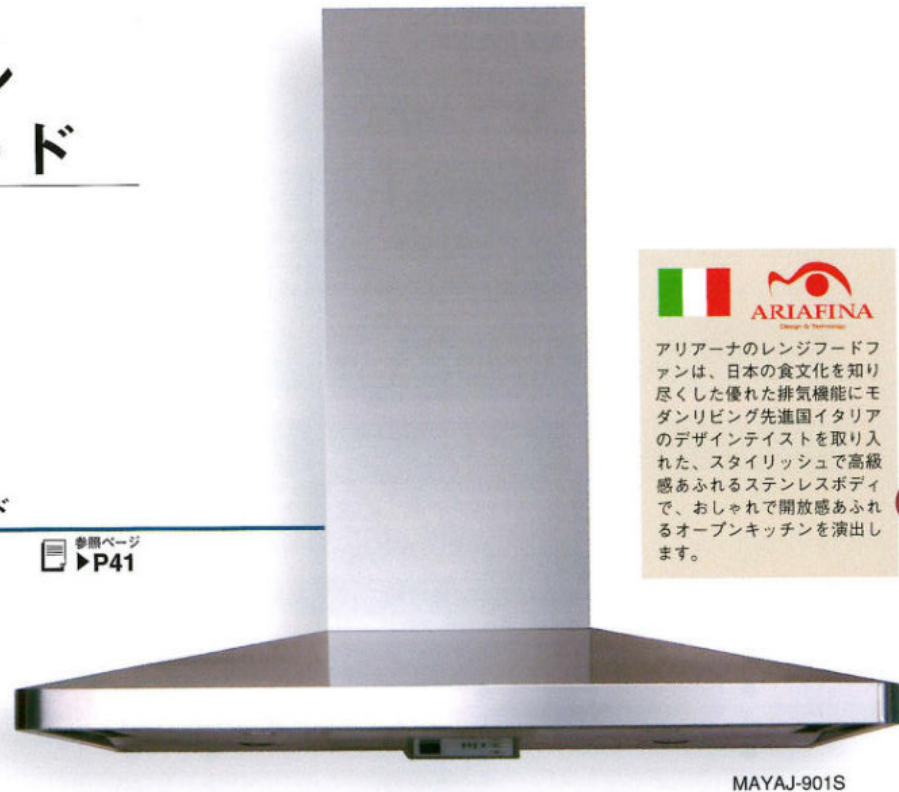 ン
ド
ド
参照ページ
▶P41
ARIAFINA
Design & Technology
アリアーナのレンジフードフ
ァンは、日本の食文化を知り
尽くした優れた排気機能にモ
ダンリビング先進国イタリア
のデザインテイストを取り入
れた、スタイリッシュで高級
感あふれるステンレスボディ
で、おしゃれで開放感あふれ
るオープンキッチンを演出し
ます。
MAYAJ-901S